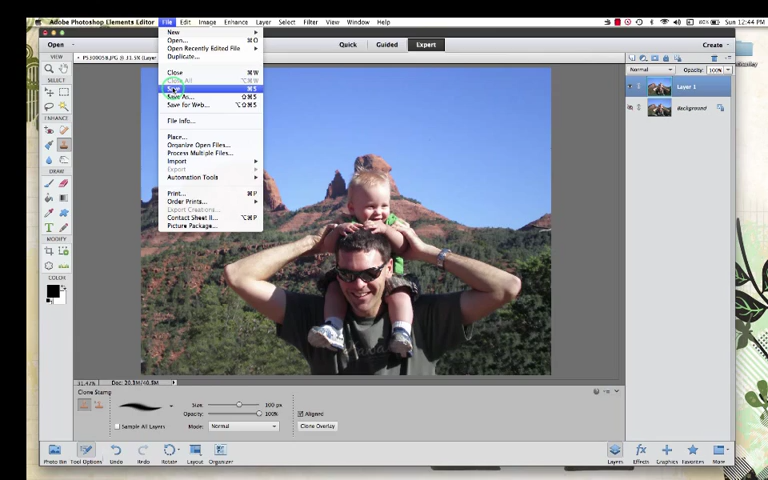 Adobe Photoshop Elements Editor File Edit Image Enhance Layer Select Filter View Window Help
Sun 12:44 PM
Open
Quick Guided Expert
Create
New
Open... ⌘O
Open Recently Edited File
Duplicate...
Close ⌘W
Close All ⌥⌘W
Save ⌘S
Save As... ⇧⌘S
Save for Web... ⌥⇧⌘S
File Info...
Place...
Organize Open Files...
Process Multiple Files...
Import
Export
Automation Tools
Print... ⌘P
Order Prints...
Export Creations...
Contact Sheet II... ⌥⌘P
Picture Package...
VIEW
SELECT
ENHANCE
DRAW
MODIFY
COLOR
Normal Opacity: 100%
Layer 1
Background
Clone Stamp
Size: 100 px
Opacity: 100%
Sample All Layers
Mode: Normal
Aligned
Clone Overlay
Photo Bin Tool Options Undo Redo Rotate Layout Organizer
Layers Effects Graphics Favorites More